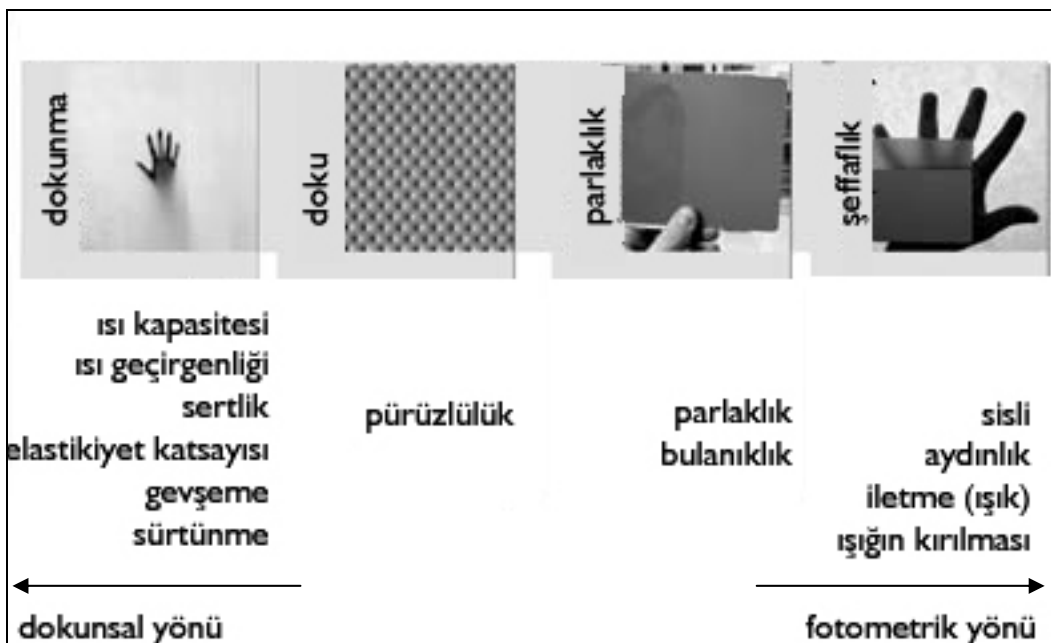 dokunma
doku
parlaklık
şeffaflık
ısı kapasitesi
ısı geçirgenliği
sertlik
elastikiyet katsayısı
gevşeme
sürtünme
pürüzlülük
parlaklık
bulanıklık
sisli
aydınlık
iletme (ışık)
ışığın kırılması
dokunsal yönü
fotometrik yönü